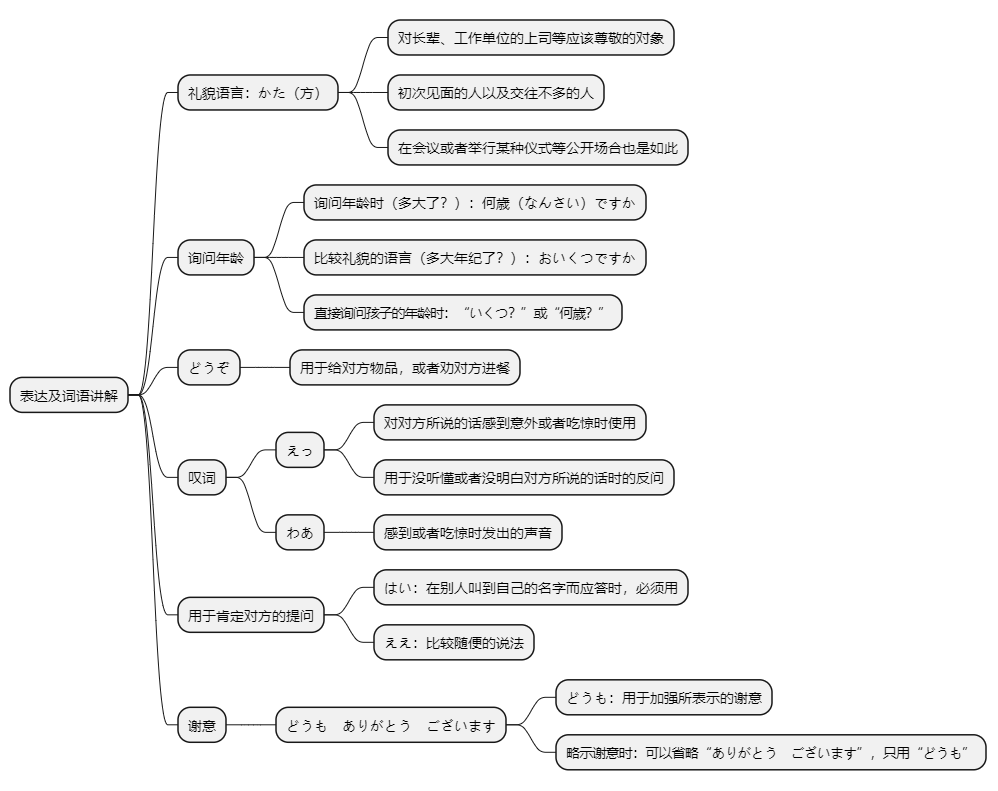 表达及词语讲解
礼貌语言：かた（方）
对长辈、工作单位的上司等应该尊敬的对象
初次见面的人以及交往不多的人
在会议或者举行某种仪式等公开场合也是如此
询问年龄
询问年龄时（多大了？）：何歳（なんさい）ですか
比较礼貌的语言（多大年纪了？）：おいくつですか
直接询问孩子的年龄时：“いくつ？”或“何歳？”
どうぞ
用于给对方物品，或者劝对方进餐
叹词
えっ
对对方所说的话感到意外或者吃惊时使用
用于没听懂或者没明白对方所说的话时的反问
わあ
感到或者吃惊时发出的声音
用于肯定对方的提问
はい：在别人叫到自己的名字而应答时，必须用
ええ：比较随便的说法
谢意
どうも　ありがとう　ございます
どうも：用于加强所表示的谢意
略示谢意时：可以省略“ありがとう　ございます”，只用“どうも”